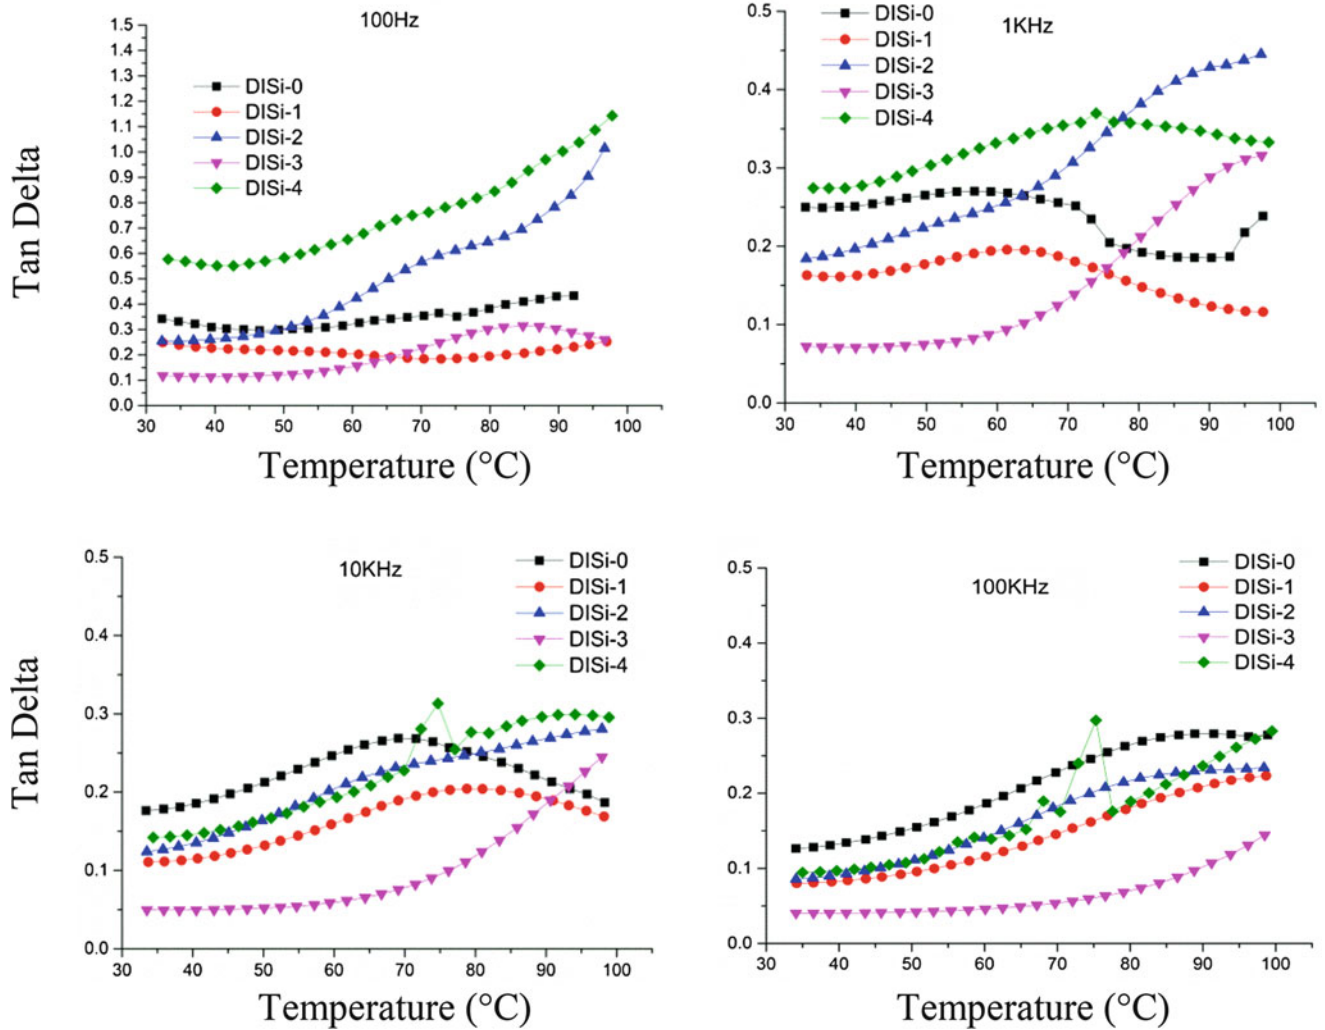 100Hz
1.5
1.4
1.3
1.2
1.1
1.0
0.9
0.8
0.7
0.6
0.5
0.4
0.3
0.2
0.1
0.0
DISi-0
DISi-1
DISi-2
DISi-3
DISi-4
Tan Delta
30 40 50 60 70 80 90 100
Temperature (°C)
1KHz
0.5
0.4
0.3
0.2
0.1
0.0
DISi-0
DISi-1
DISi-2
DISi-3
DISi-4
30 40 50 60 70 80 90 100
Temperature (°C)
10KHz
0.5
0.4
0.3
0.2
0.1
0.0
DISi-0
DISi-1
DISi-2
DISi-3
DISi-4
Tan Delta
30 40 50 60 70 80 90 100
Temperature (°C)
100KHz
0.5
0.4
0.3
0.2
0.1
0.0
DISi-0
DISi-1
DISi-2
DISi-3
DISi-4
30 40 50 60 70 80 90 100
Temperature (°C)